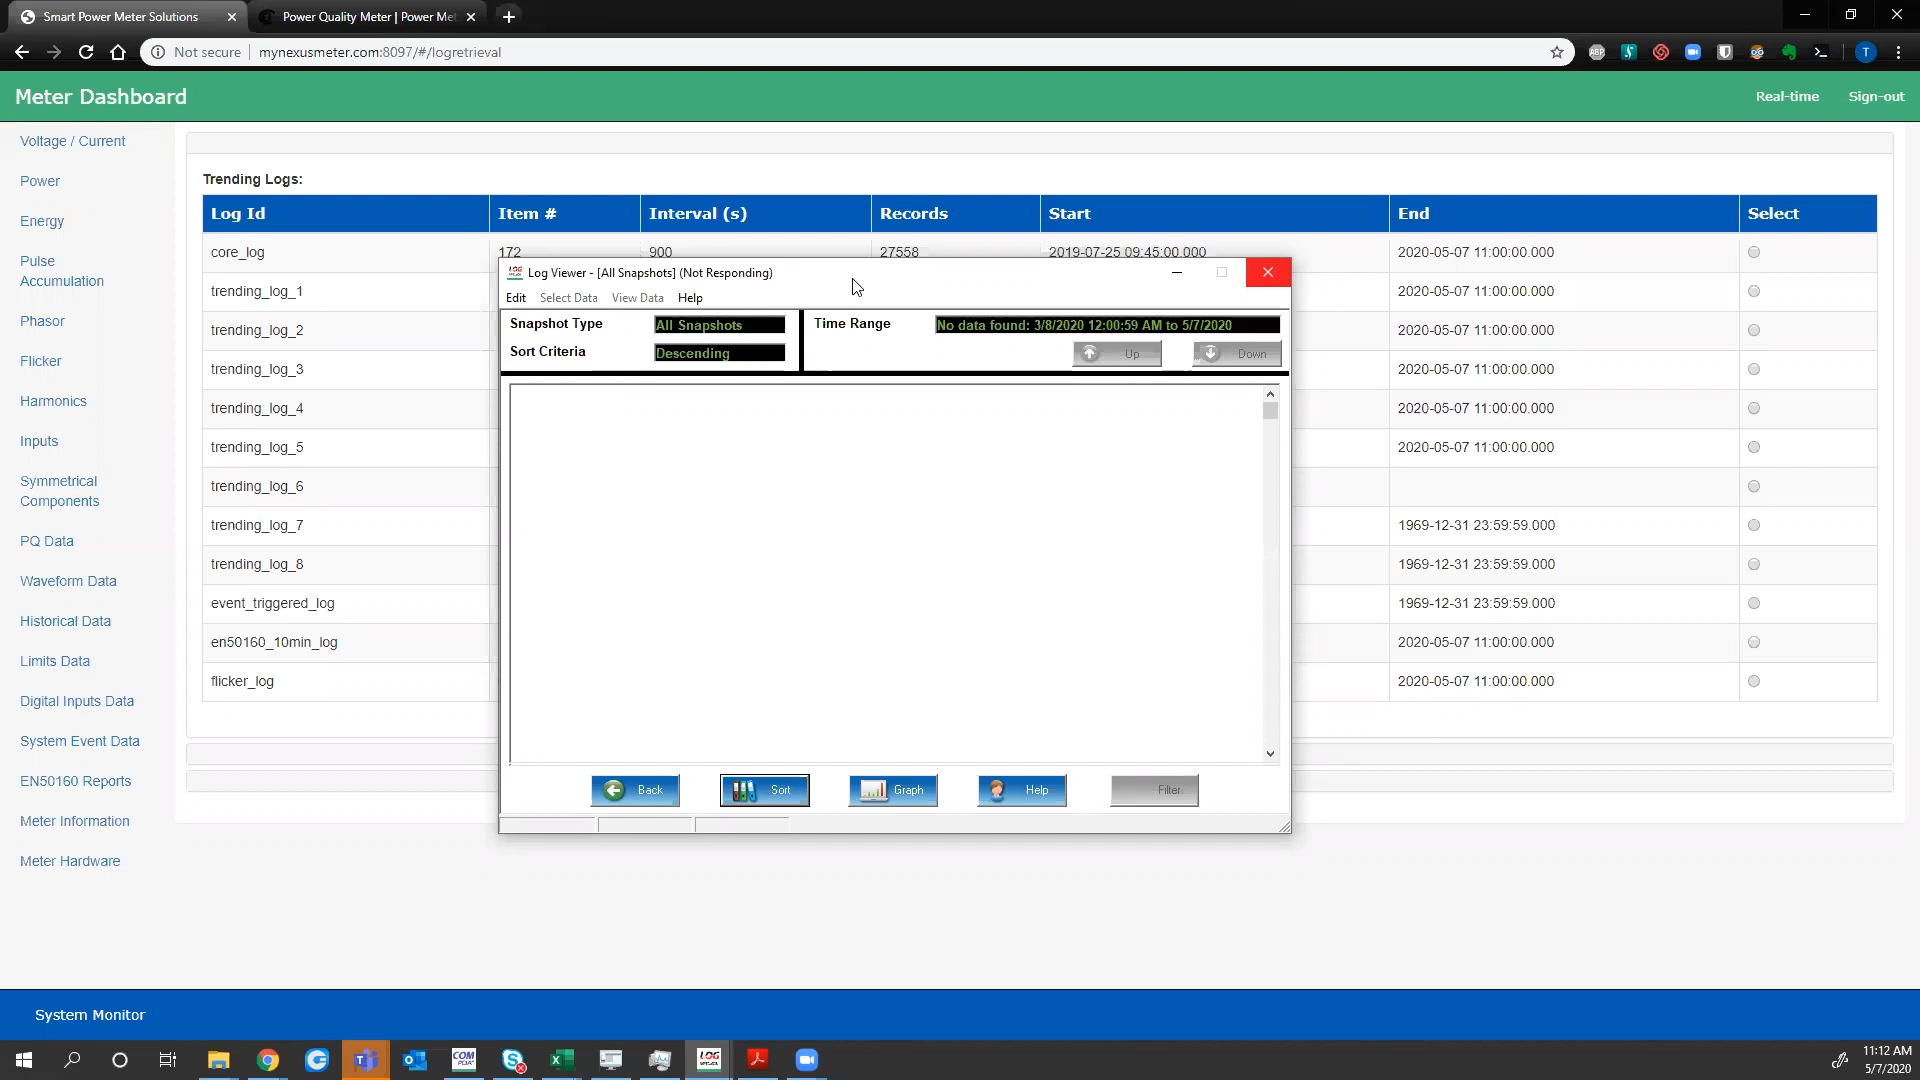 Smart Power Meter Solutions
Power Quality Meter | Power Me
Not secure
mynexusmeter.com:8097/#/logretrieval
ABP
T
Meter Dashboard
Real-time
Sign-out
Voltage / Current
Power
Energy
Pulse
Accumulation
Phasor
Flicker
Harmonics
Inputs
Symmetrical
Components
PQ Data
Waveform Data
Historical Data
Limits Data
Digital Inputs Data
System Event Data
EN50160 Reports
Meter Information
Meter Hardware
Trending Logs:
Log Id Item # Interval (s) Records Start End Select
core_log 172 900 27558 2019-07-25 09:45:00.000 2020-05-07 11:00:00.000
trending_log_1 2020-05-07 11:00:00.000
trending_log_2 2020-05-07 11:00:00.000
trending_log_3 2020-05-07 11:00:00.000
trending_log_4 2020-05-07 11:00:00.000
trending_log_5 2020-05-07 11:00:00.000
trending_log_6
trending_log_7 1969-12-31 23:59:59.000
trending_log_8 1969-12-31 23:59:59.000
event_triggered_log 1969-12-31 23:59:59.000
en50160_10min_log 2020-05-07 11:00:00.000
flicker_log 2020-05-07 11:00:00.000
LOG
Log Viewer - [All Snapshots] (Not Responding)
Edit Select Data View Data Help
Snapshot Type All Snapshots
Sort Criteria Descending
Time Range No data found: 3/8/2020 12:00:59 AM to 5/7/2020
Up Down
Back Sort Graph Help Filter
System Monitor
COM
LOG
11:12 AM
5/7/2020